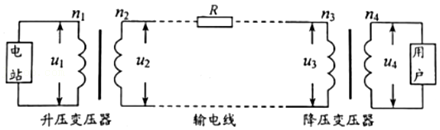 n₁ n₂ R n₃ n₄
电站 u₁ u₂ u₃ u₄ 用户
升压变压器 输电线 降压变压器